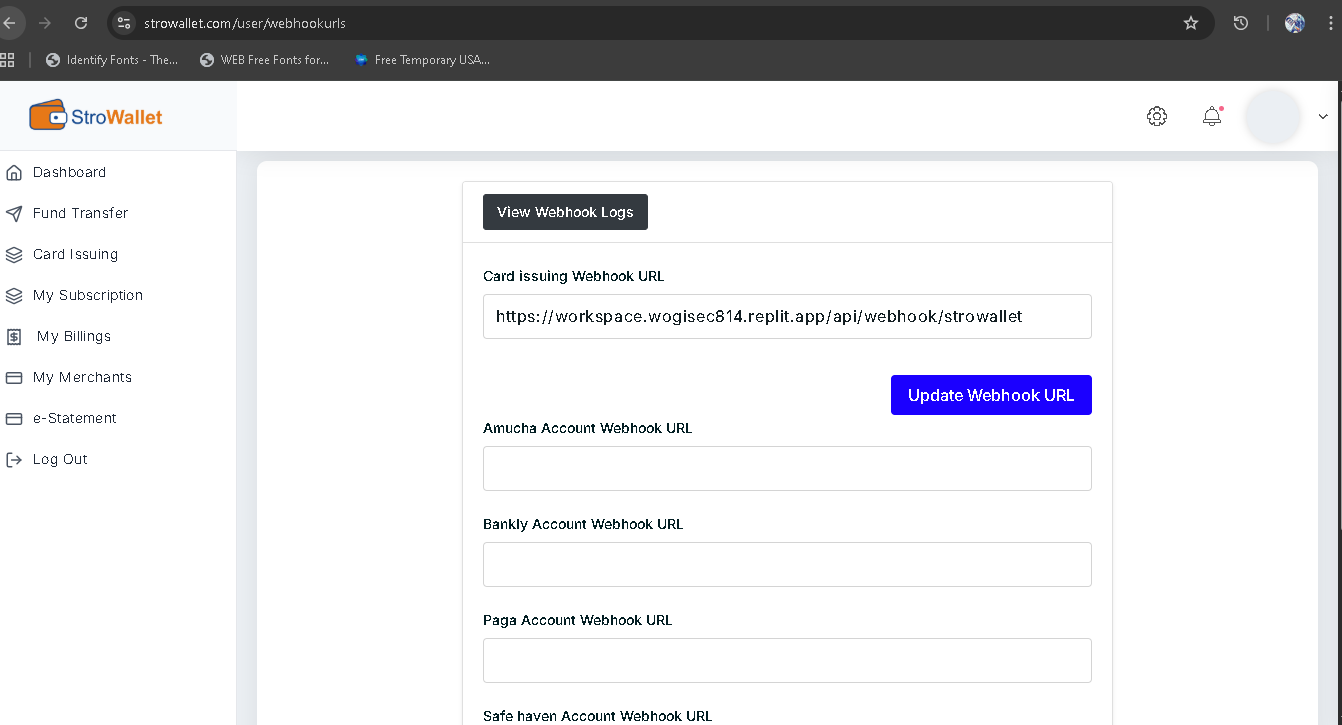 strowallet.com/user/webhookurls
Identify Fonts - The...
WEB Free Fonts for...
Free Temporary USA...
StroWallet
Dashboard
Fund Transfer
Card Issuing
My Subscription
My Billings
My Merchants
e-Statement
Log Out
View Webhook Logs
Card issuing Webhook URL
https://workspace.wogisec814.replit.app/api/webhook/strowallet
Update Webhook URL
Amucha Account Webhook URL
Bankly Account Webhook URL
Paga Account Webhook URL
Safe haven Account Webhook URL